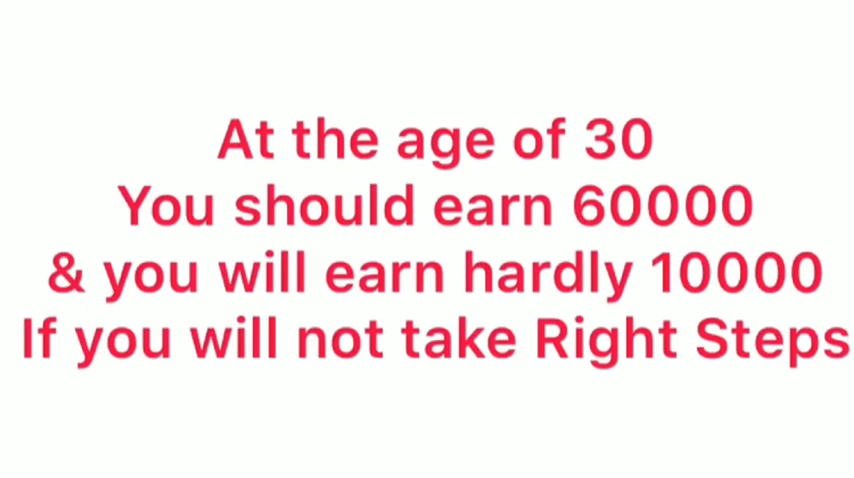 At the age of 30
You should earn 60000
& you will earn hardly 10000
If you will not take Right Steps